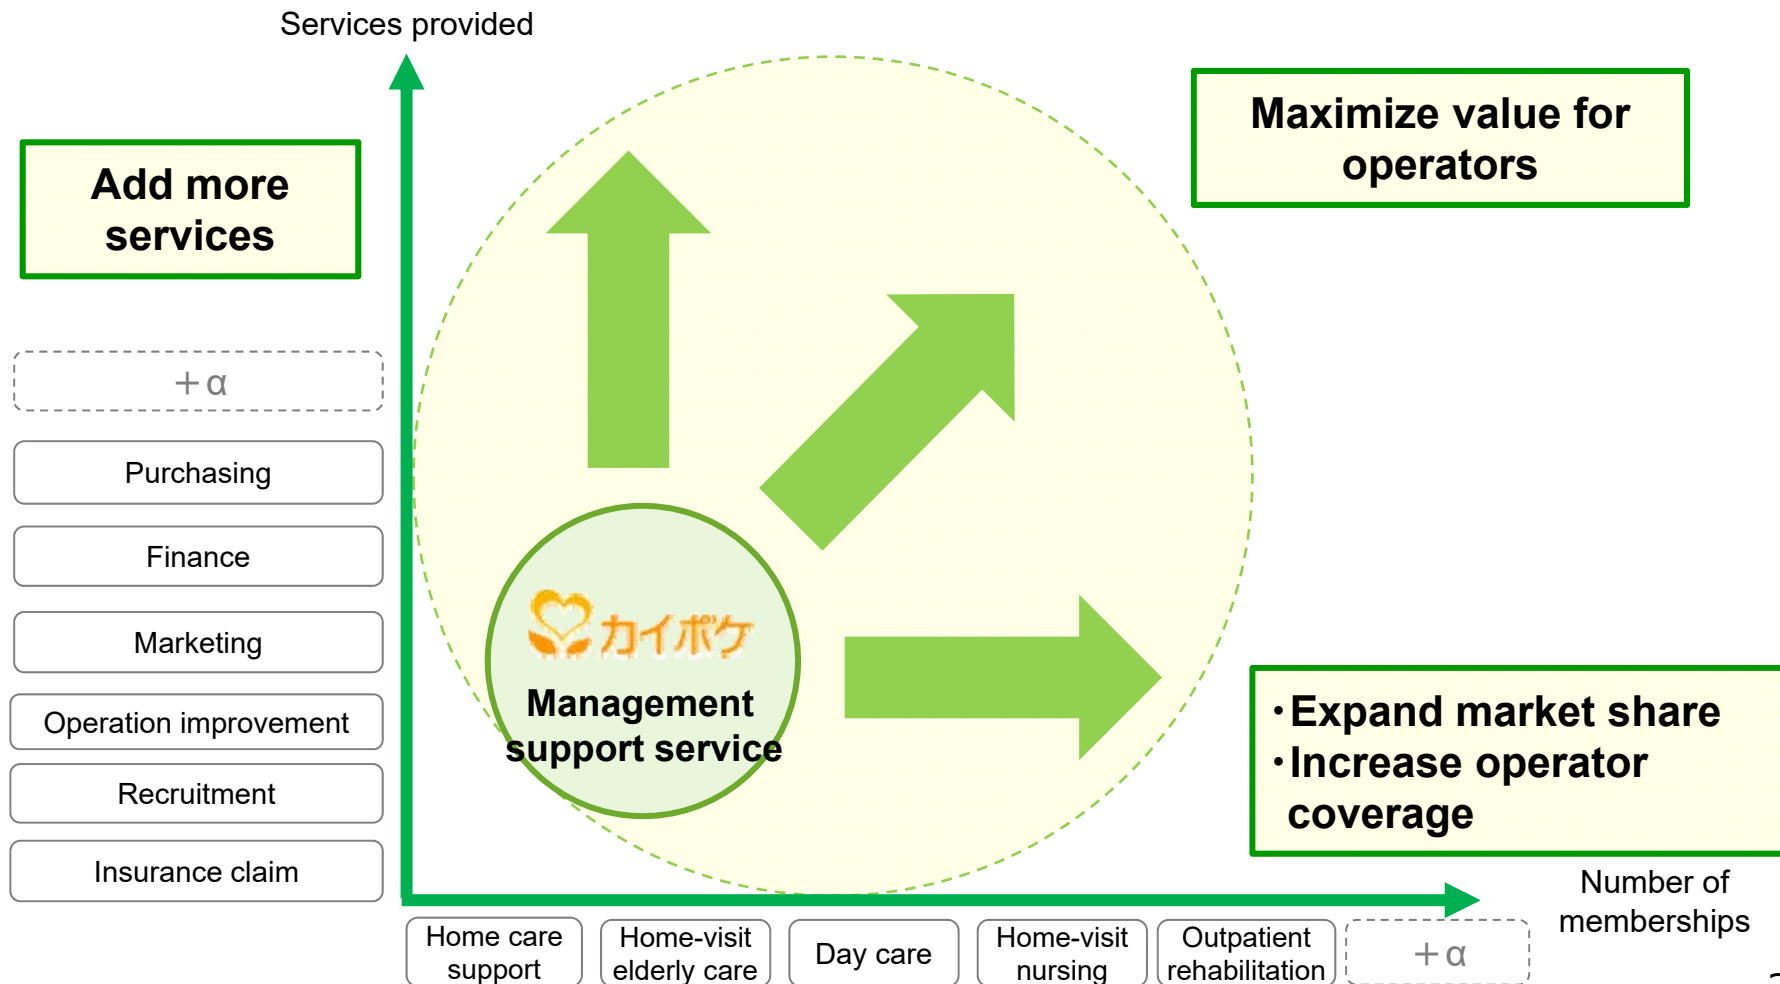 Services provided
Maximize value for
operators
Add more
services
+α
Purchasing
Finance
Marketing
Operation improvement
Recruitment
Insurance claim
カイポケ
Management
support service
・Expand market share
・Increase operator
coverage
Number of
memberships
Home care
support
Home-visit
elderly care
Day care
Home-visit
nursing
Outpatient
rehabilitation
+α